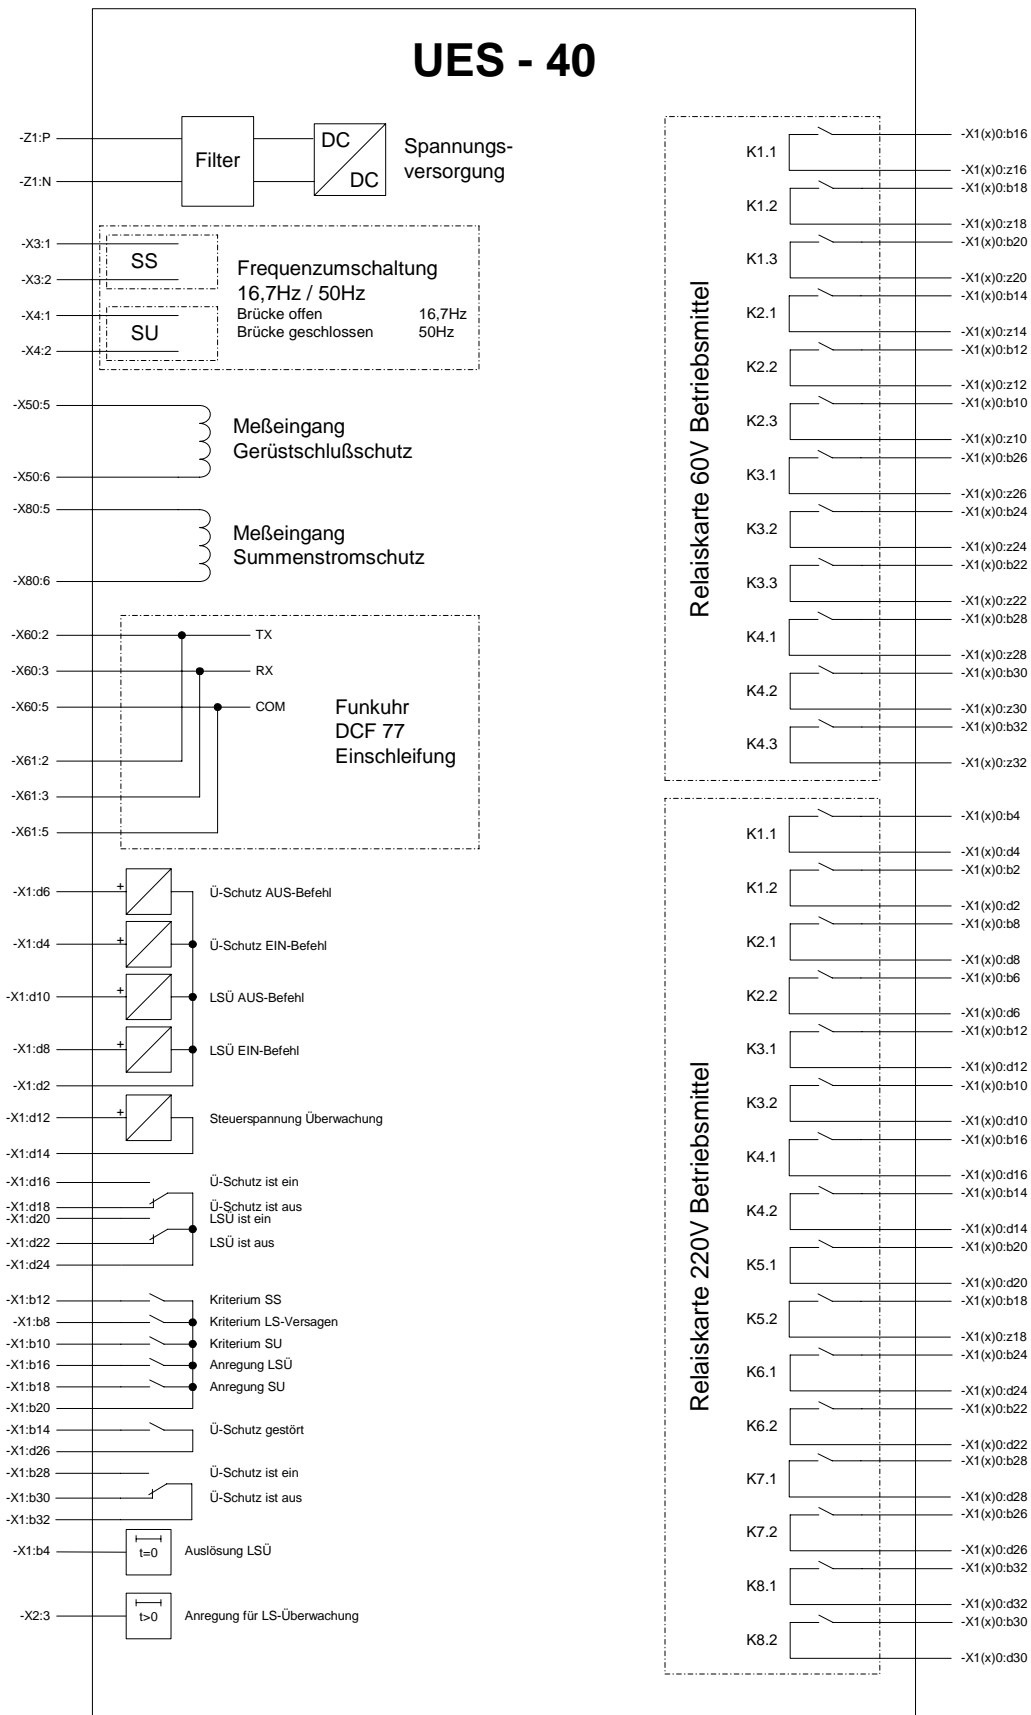 UES - 40
-Z1:P
-Z1:N
Filter
DC
DC
Spannungs-
versorgung
-X3:1
-X3:2
SS
-X4:1
-X4:2
SU
Frequenzumschaltung
16,7Hz / 50Hz
Brücke offen 16,7Hz
Brücke geschlossen 50Hz
-X50:5
-X50:6
Meßeingang
Gerüstschlußschutz
-X80:5
-X80:6
Meßeingang
Summenstromschutz
-X60:2 TX
-X60:3 RX
-X60:5 COM
-X61:2
-X61:3
-X61:5
Funkuhr
DCF 77
Einschleifung
-X1:d6 + Ü-Schutz AUS-Befehl
-X1:d4 + Ü-Schutz EIN-Befehl
-X1:d10 + LSÜ AUS-Befehl
-X1:d8 + LSÜ EIN-Befehl
-X1:d2
-X1:d12 + Steuerspannung Überwachung
-X1:d14
-X1:d16 Ü-Schutz ist ein
-X1:d18 Ü-Schutz ist aus
-X1:d20 LSÜ ist ein
-X1:d22 LSÜ ist aus
-X1:d24
-X1:b12 Kriterium SS
-X1:b8 Kriterium LS-Versagen
-X1:b10 Kriterium SU
-X1:b16 Anregung LSÜ
-X1:b18 Anregung SU
-X1:b20
-X1:b14 Ü-Schutz gestört
-X1:d26
-X1:b28 Ü-Schutz ist ein
-X1:b30 Ü-Schutz ist aus
-X1:b32
-X1:b4 t=0 Auslösung LSÜ
-X2:3 t>0 Anregung für LS-Überwachung
Relaiskarte 60V Betriebsmittel
K1.1 -X1(x)0:b16
-X1(x)0:z16
K1.2 -X1(x)0:b18
-X1(x)0:z18
K1.3 -X1(x)0:b20
-X1(x)0:z20
K2.1 -X1(x)0:b14
-X1(x)0:z14
K2.2 -X1(x)0:b12
-X1(x)0:z12
K2.3 -X1(x)0:b10
-X1(x)0:z10
K3.1 -X1(x)0:b26
-X1(x)0:z26
K3.2 -X1(x)0:b24
-X1(x)0:z24
K3.3 -X1(x)0:b22
-X1(x)0:z22
K4.1 -X1(x)0:b28
-X1(x)0:z28
K4.2 -X1(x)0:b30
-X1(x)0:z30
K4.3 -X1(x)0:b32
-X1(x)0:z32
Relaiskarte 220V Betriebsmittel
K1.1 -X1(x)0:b4
-X1(x)0:d4
K1.2 -X1(x)0:b2
-X1(x)0:d2
K2.1 -X1(x)0:b8
-X1(x)0:d8
K2.2 -X1(x)0:b6
-X1(x)0:d6
K3.1 -X1(x)0:b12
-X1(x)0:d12
K3.2 -X1(x)0:b10
-X1(x)0:d10
K4.1 -X1(x)0:b16
-X1(x)0:d16
K4.2 -X1(x)0:b14
-X1(x)0:d14
K5.1 -X1(x)0:b20
-X1(x)0:d20
K5.2 -X1(x)0:b18
-X1(x)0:z18
K6.1 -X1(x)0:b24
-X1(x)0:d24
K6.2 -X1(x)0:b22
-X1(x)0:d22
K7.1 -X1(x)0:b28
-X1(x)0:d28
K7.2 -X1(x)0:b26
-X1(x)0:d26
K8.1 -X1(x)0:b32
-X1(x)0:d32
K8.2 -X1(x)0:b30
-X1(x)0:d30